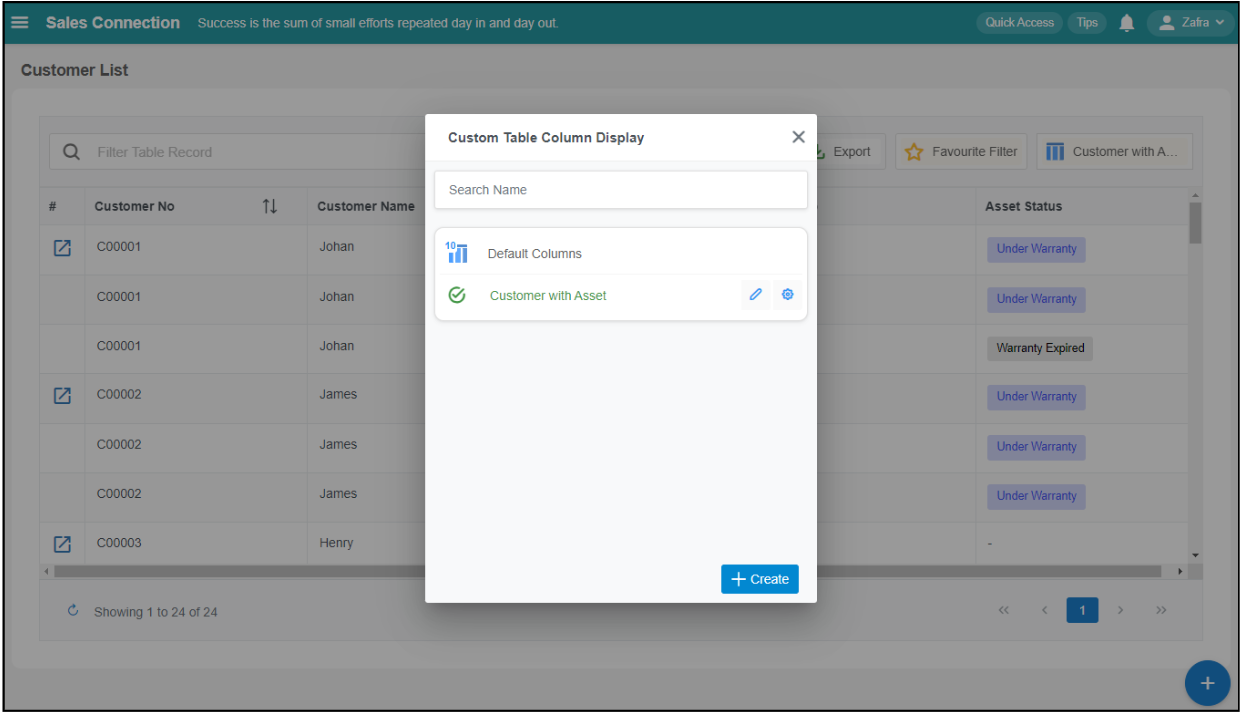 Sales Connection Success is the sum of small efforts repeated day in and day out. Quick Access Tips Zafra
Customer List
Custom Table Column Display
Filter Table Record Export Favourite Filter Customer with A...
Search Name
# Customer No Customer Name Asset Status
C00001 Johan Under Warranty
10 Default Columns
Customer with Asset
C00001 Johan Under Warranty
C00001 Johan Warranty Expired
C00002 James Under Warranty
C00002 James Under Warranty
C00002 James Under Warranty
C00003 Henry -
Create
Showing 1 to 24 of 24 << < 1 > >>